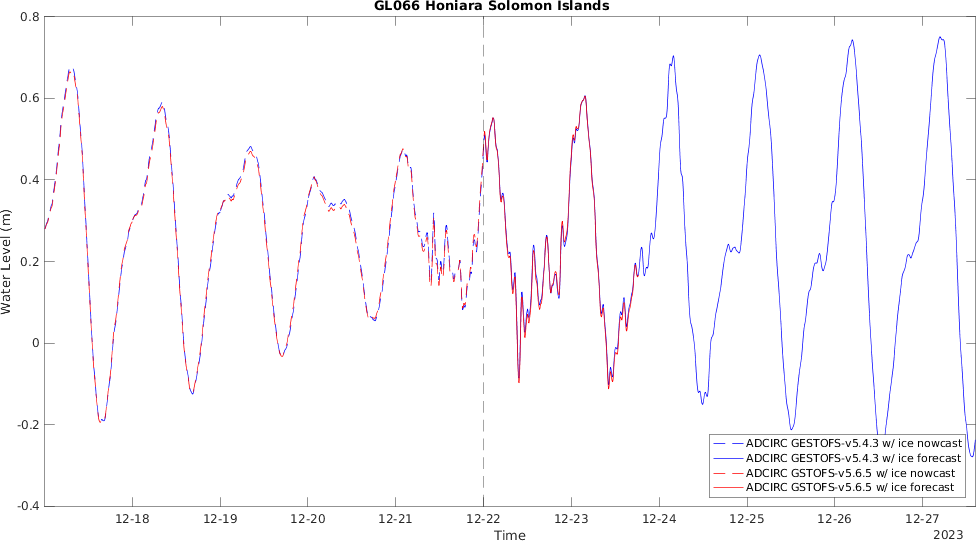 GL066 Honiara Solomon Islands
0.8
0.6
0.4
0.2
0
-0.2
-0.4
Water Level (m)
ADCIRC GESTOFS-v5.4.3 w/ ice nowcast
ADCIRC GESTOFS-v5.4.3 w/ ice forecast
ADCIRC GSTOFS-v5.6.5 w/ ice nowcast
ADCIRC GSTOFS-v5.6.5 w/ ice forecast
12-18 12-19 12-20 12-21 12-22 12-23 12-24 12-25 12-26 12-27
Time
2023